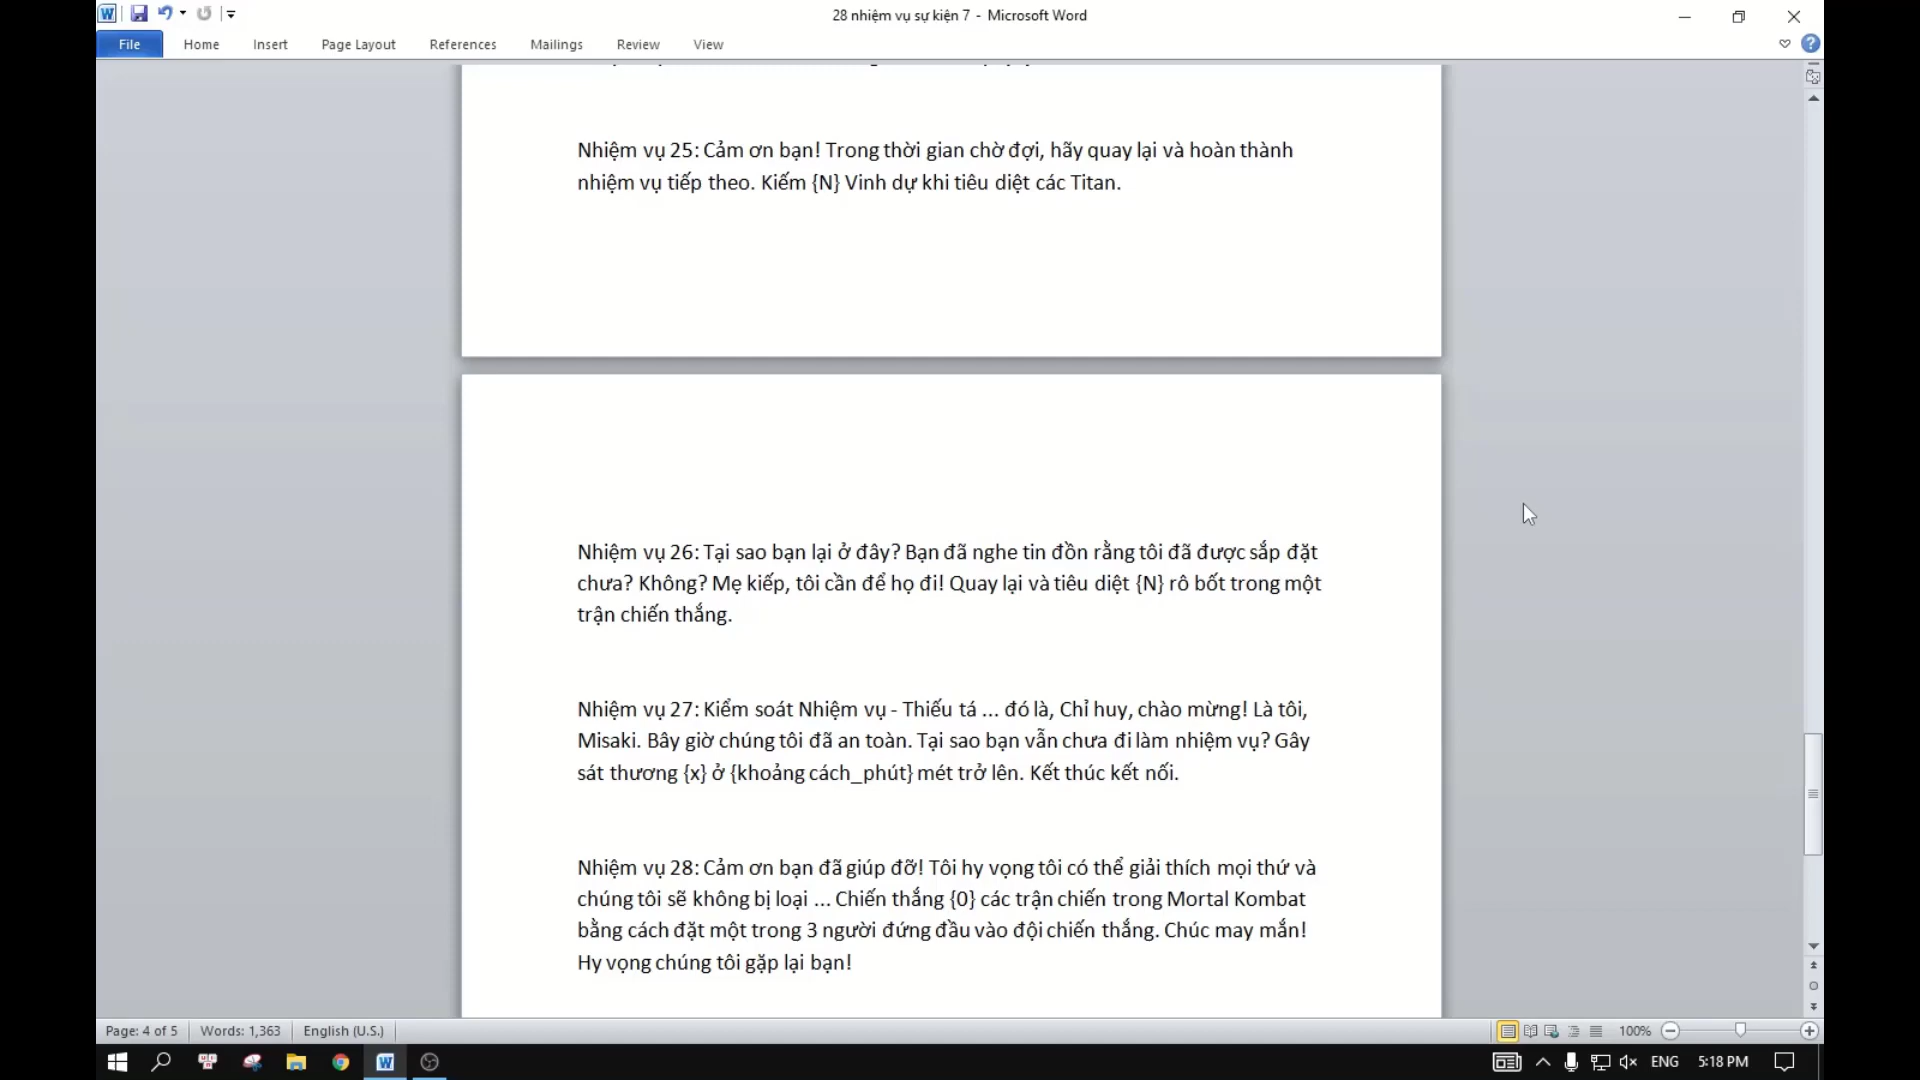 28 nhiệm vụ sự kiện 7 - Microsoft Word
File Home Insert Page Layout References Mailings Review View
Nhiệm vụ 25: Cảm ơn bạn! Trong thời gian chờ đợi, hãy quay lại và hoàn thành
nhiệm vụ tiếp theo. Kiếm {N} Vinh dự khi tiêu diệt các Titan.
Nhiệm vụ 26: Tại sao bạn lại ở đây? Bạn đã nghe tin đồn rằng tôi đã được sắp đặt
chưa? Không? Mẹ kiếp, tôi cần để họ đi! Quay lại và tiêu diệt {N} rô bốt trong một
trận chiến thắng.
Nhiệm vụ 27: Kiểm soát Nhiệm vụ - Thiếu tá ... đó là, Chỉ huy, chào mừng! Là tôi,
Misaki. Bây giờ chúng tôi đã an toàn. Tại sao bạn vẫn chưa đi làm nhiệm vụ? Gây
sát thương {x} ở {khoảng cách_phút} mét trở lên. Kết thúc kết nối.
Nhiệm vụ 28: Cảm ơn bạn đã giúp đỡ! Tôi hy vọng tôi có thể giải thích mọi thứ và
chúng tôi sẽ không bị loại ... Chiến thắng {0} các trận chiến trong Mortal Kombat
bằng cách đặt một trong 3 người đứng đầu vào đội chiến thắng. Chúc may mắn!
Hy vọng chúng tôi gặp lại bạn!
Page: 4 of 5 Words: 1,363 English (U.S.) 100%
ENG 5:18 PM